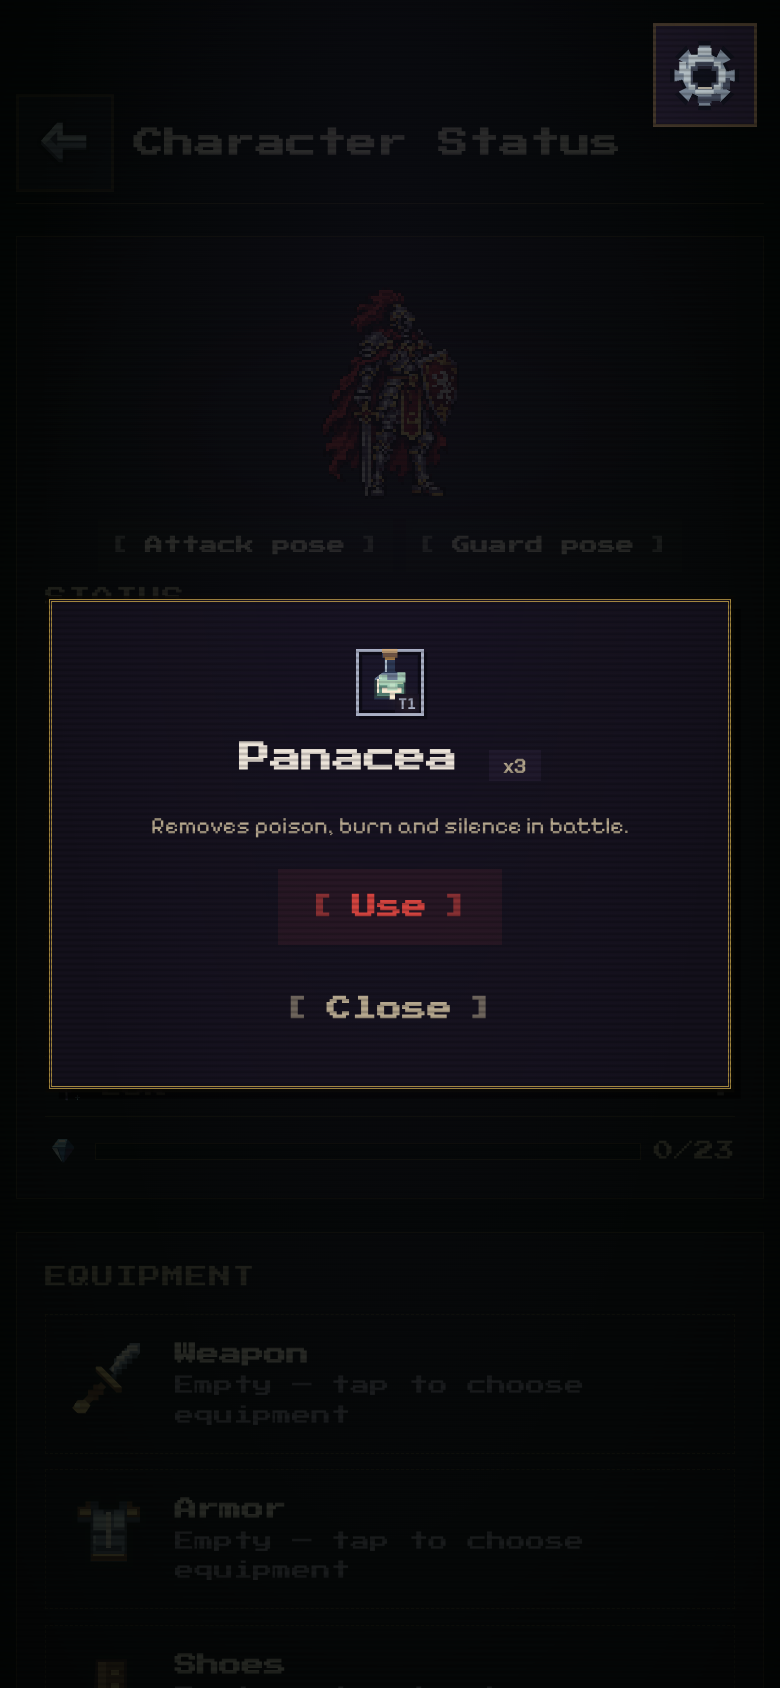 Character Status
[ Attack pose ] [ Guard pose ]
STATUS
T1
Panacea x3
Removes poison, burn and silence in battle.
[ Use ]
[ Close ]
0/23
EQUIPMENT
Weapon
Empty — tap to choose
equipment
Armor
Empty — tap to choose
equipment
Shoes